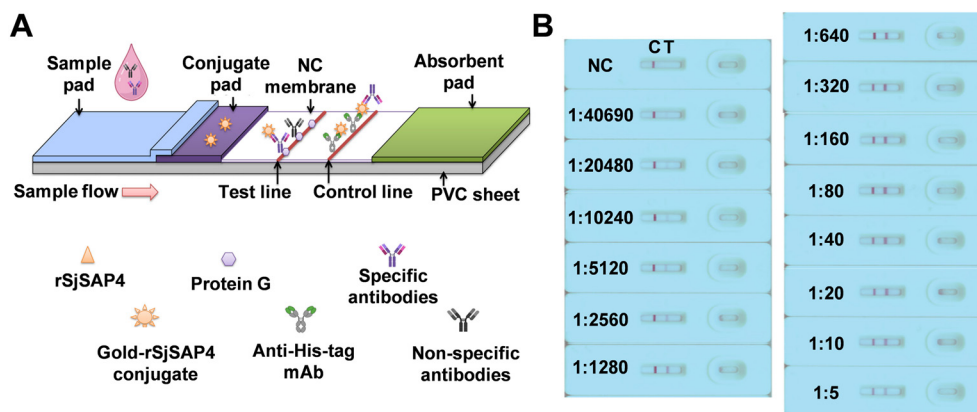 A
Sample pad
Conjugate pad
NC membrane
Absorbent pad
Sample flow
Test line
Control line
PVC sheet
rSjSAP4
Protein G
Specific antibodies
Gold-rSjSAP4 conjugate
Anti-His-tag mAb
Non-specific antibodies
B
C T
NC
1:40690
1:20480
1:10240
1:5120
1:2560
1:1280
1:640
1:320
1:160
1:80
1:40
1:20
1:10
1:5